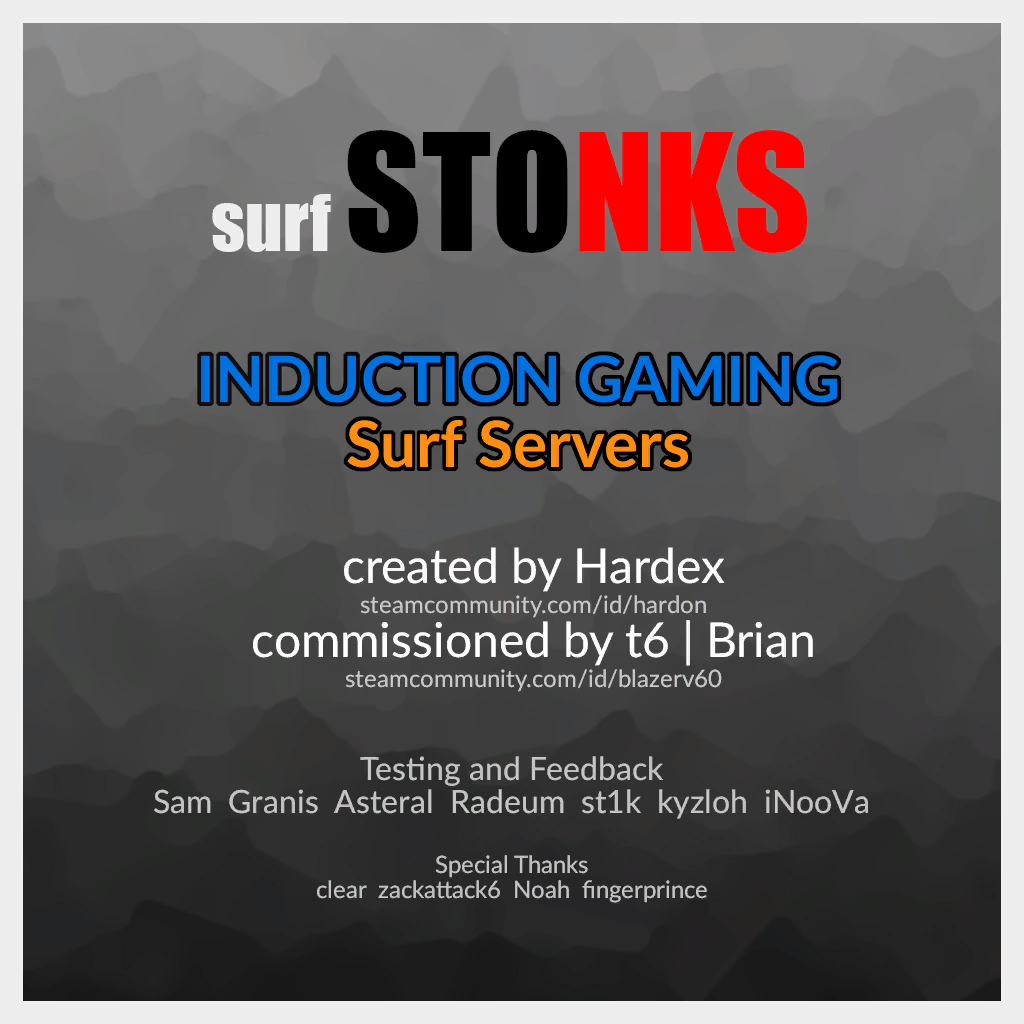 surf STONKS
INDUCTION GAMING
Surf Servers
created by Hardex
steamcommunity.com/id/hardon
commissioned by t6 | Brian
steamcommunity.com/id/blazerv60
Testing and Feedback
Sam Granis Asteral Radeum st1k kyzloh iNooVa
Special Thanks
clear zackattack6 Noah fingerprince